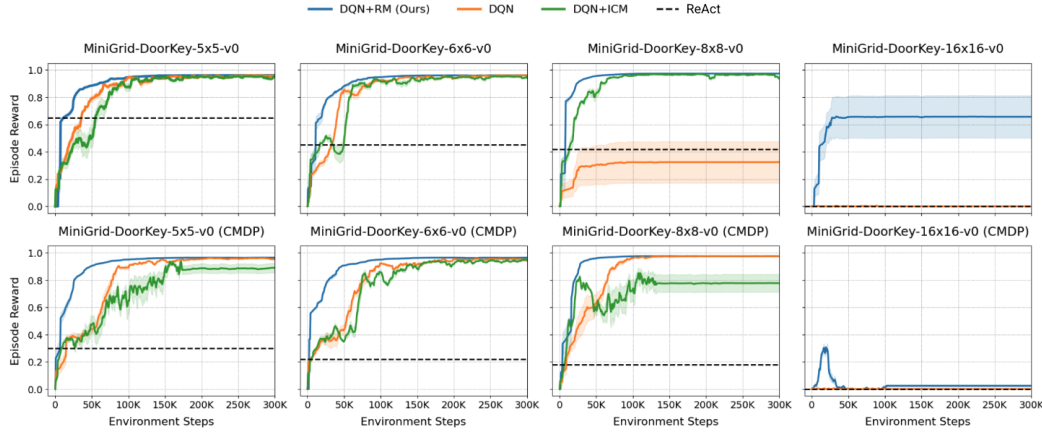 DQN+RM (Ours) DQN DQN+ICM ReAct
MiniGrid-DoorKey-5x5-v0 MiniGrid-DoorKey-6x6-v0 MiniGrid-DoorKey-8x8-v0 MiniGrid-DoorKey-16x16-v0
Episode Reward
1.0
0.8
0.6
0.4
0.2
0.0
MiniGrid-DoorKey-5x5-v0 (CMDP) MiniGrid-DoorKey-6x6-v0 (CMDP) MiniGrid-DoorKey-8x8-v0 (CMDP) MiniGrid-DoorKey-16x16-v0 (CMDP)
Episode Reward
1.0
0.8
0.6
0.4
0.2
0.0
0 50K 100K 150K 200K 250K 300K 0 50K 100K 150K 200K 250K 300K 0 50K 100K 150K 200K 250K 300K 0 50K 100K 150K 200K 250K 300K
Environment Steps Environment Steps Environment Steps Environment Steps